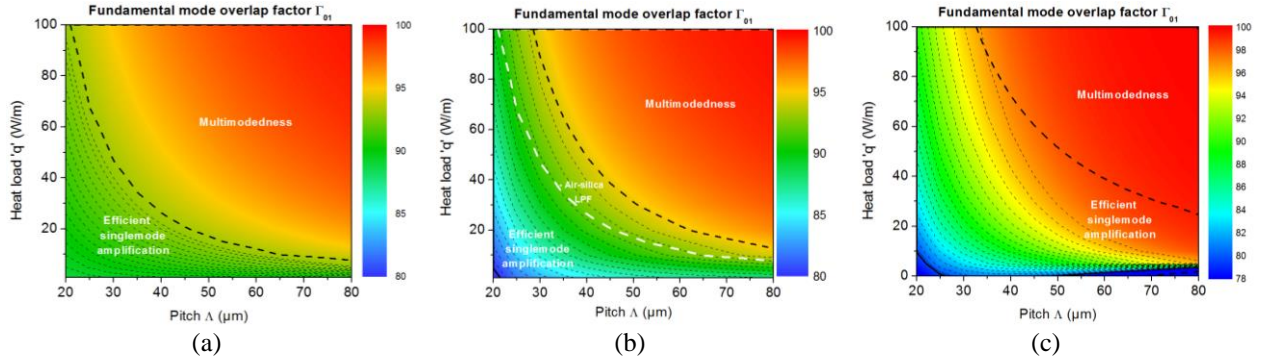 Fundamental mode overlap factor Γ01
Heat load 'q' (W/m)
100
80
60
40
20
Multimodedness
Efficient
singlemode
amplification
20 30 40 50 60 70 80
Pitch Λ (µm)
100
95
90
85
80
(a)
Fundamental mode overlap factor Γ01
Heat load 'q' (W/m)
100
80
60
40
20
Multimodedness
Air-silica
LPF
Efficient
singlemode
amplification
20 30 40 50 60 70 80
Pitch Λ (µm)
100
95
90
85
80
(b)
Fundamental mode overlap factor Γ01
Heat load 'q' (W/m)
100
80
60
40
20
0
Multimodedness
Efficient
singlemode
amplification
20 30 40 50 60 70 80
Pitch Λ (µm)
100
98
96
94
92
90
88
86
84
82
80
78
(c)